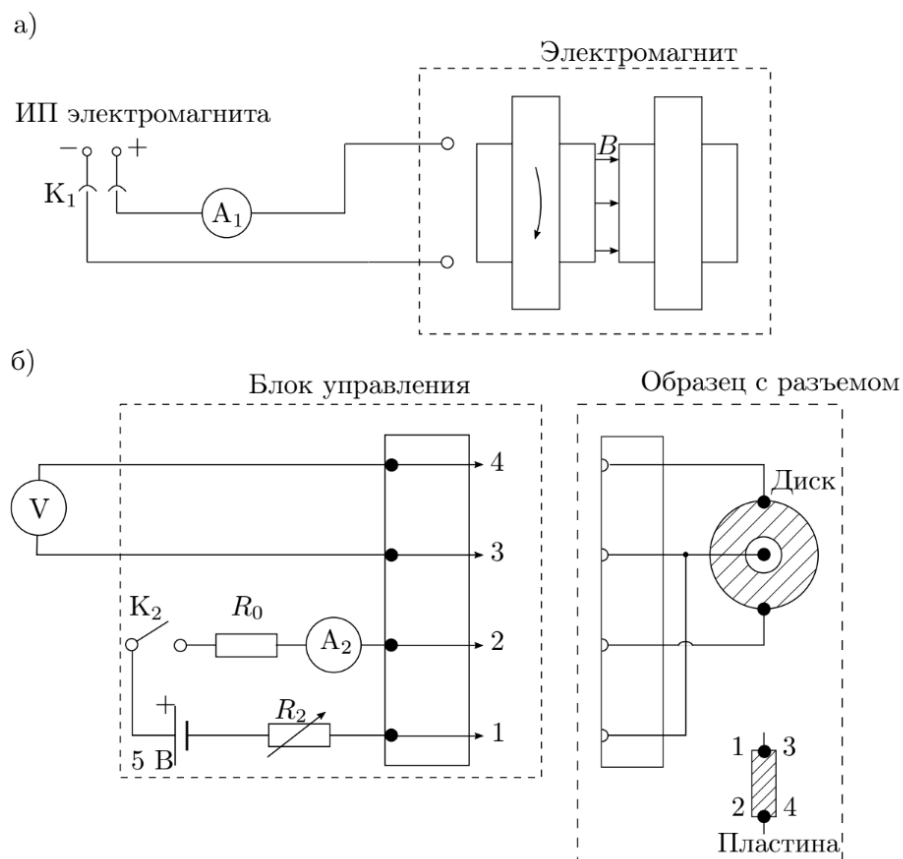 а)
Электромагнит
ИП электромагнита
− +
K₁
A₁
B
б)
Блок управления
Образец с разъемом
V
4
Диск
3
K₂
R₀
A₂
2
+
5 В
R₂
1
1 3
2 4
Пластина